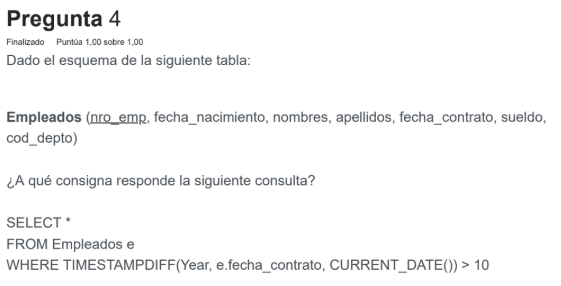 Pregunta 4
Finalizado Puntúa 1,00 sobre 1,00
Dado el esquema de la siguiente tabla:
Empleados (nro_emp, fecha_nacimiento, nombres, apellidos, fecha_contrato, sueldo,
cod_depto)
¿A qué consigna responde la siguiente consulta?
SELECT *
FROM Empleados e
WHERE TIMESTAMPDIFF(Year, e.fecha_contrato, CURRENT_DATE()) > 10